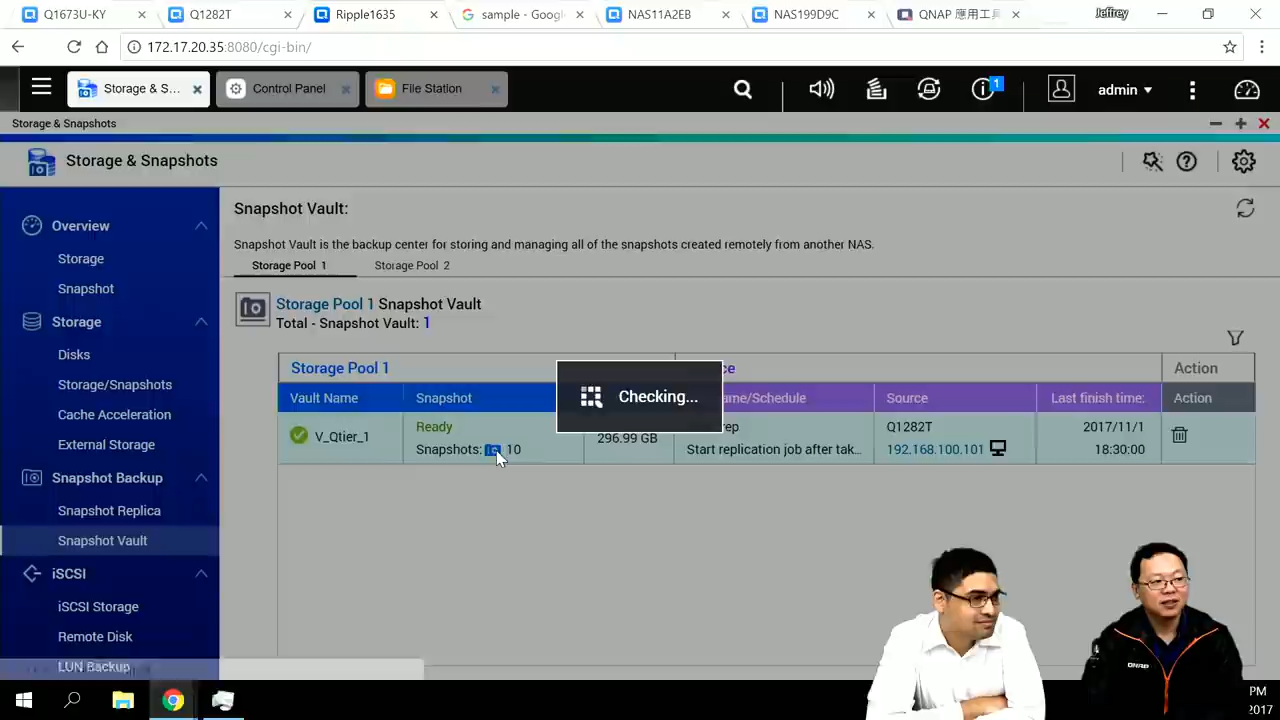 Q1673U-KY
Q1282T
Ripple1635
sample - Google
NAS11A2EB
NAS199D9C
QNAP 應用工具
Jeffrey
172.17.20.35:8080/cgi-bin/
Storage & S...
Control Panel
File Station
1
admin
Storage & Snapshots
Storage & Snapshots
Overview
Storage
Snapshot
Storage
Disks
Storage/Snapshots
Cache Acceleration
External Storage
Snapshot Backup
Snapshot Replica
Snapshot Vault
iSCSI
iSCSI Storage
Remote Disk
LUN Backup
Snapshot Vault:
Snapshot Vault is the backup center for storing and managing all of the snapshots created remotely from another NAS.
Storage Pool 1
Storage Pool 2
Storage Pool 1 Snapshot Vault
Total - Snapshot Vault: 1
Storage Pool 1
Action
Vault Name
Snapshot
Source
Last finish time:
Action
V_Qtier_1
Ready
Snapshots: 10
296.99 GB
Start replication job after tak...
Q1282T
192.168.100.101
2017/11/1
18:30:00
Checking...
QNAP
PM